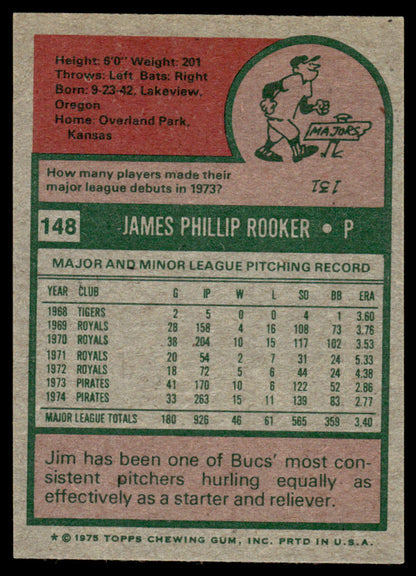 Height: 6'0" Weight: 201
Throws: Left Bats: Right
Born: 9-23-42, Lakeview,
Oregon
Home: Overland Park,
Kansas
MAJORS
How many players made their
major league debuts in 1973?
151
148 JAMES PHILLIP ROOKER • P
MAJOR AND MINOR LEAGUE PITCHING RECORD
YEAR CLUB G IP W L SO BB ERA
1968 TIGERS 2 5 0 0 4 1 3.60
1969 ROYALS 28 158 4 16 108 73 3.76
1970 ROYALS 38 204 10 15 117 102 3.53
1971 ROYALS 20 54 2 7 31 24 5.33
1972 ROYALS 18 72 5 6 44 24 4.38
1973 PIRATES 41 170 10 6 122 52 2.86
1974 PIRATES 33 263 15 11 139 83 2.77
MAJOR LEAGUE TOTALS 180 926 46 61 565 359 3.40
Jim has been one of Bucs' most con-
sistent pitchers hurling equally as
effectively as a starter and reliever.
★ © 1975 TOPPS CHEWING GUM, INC. PRTD IN U.S.A.